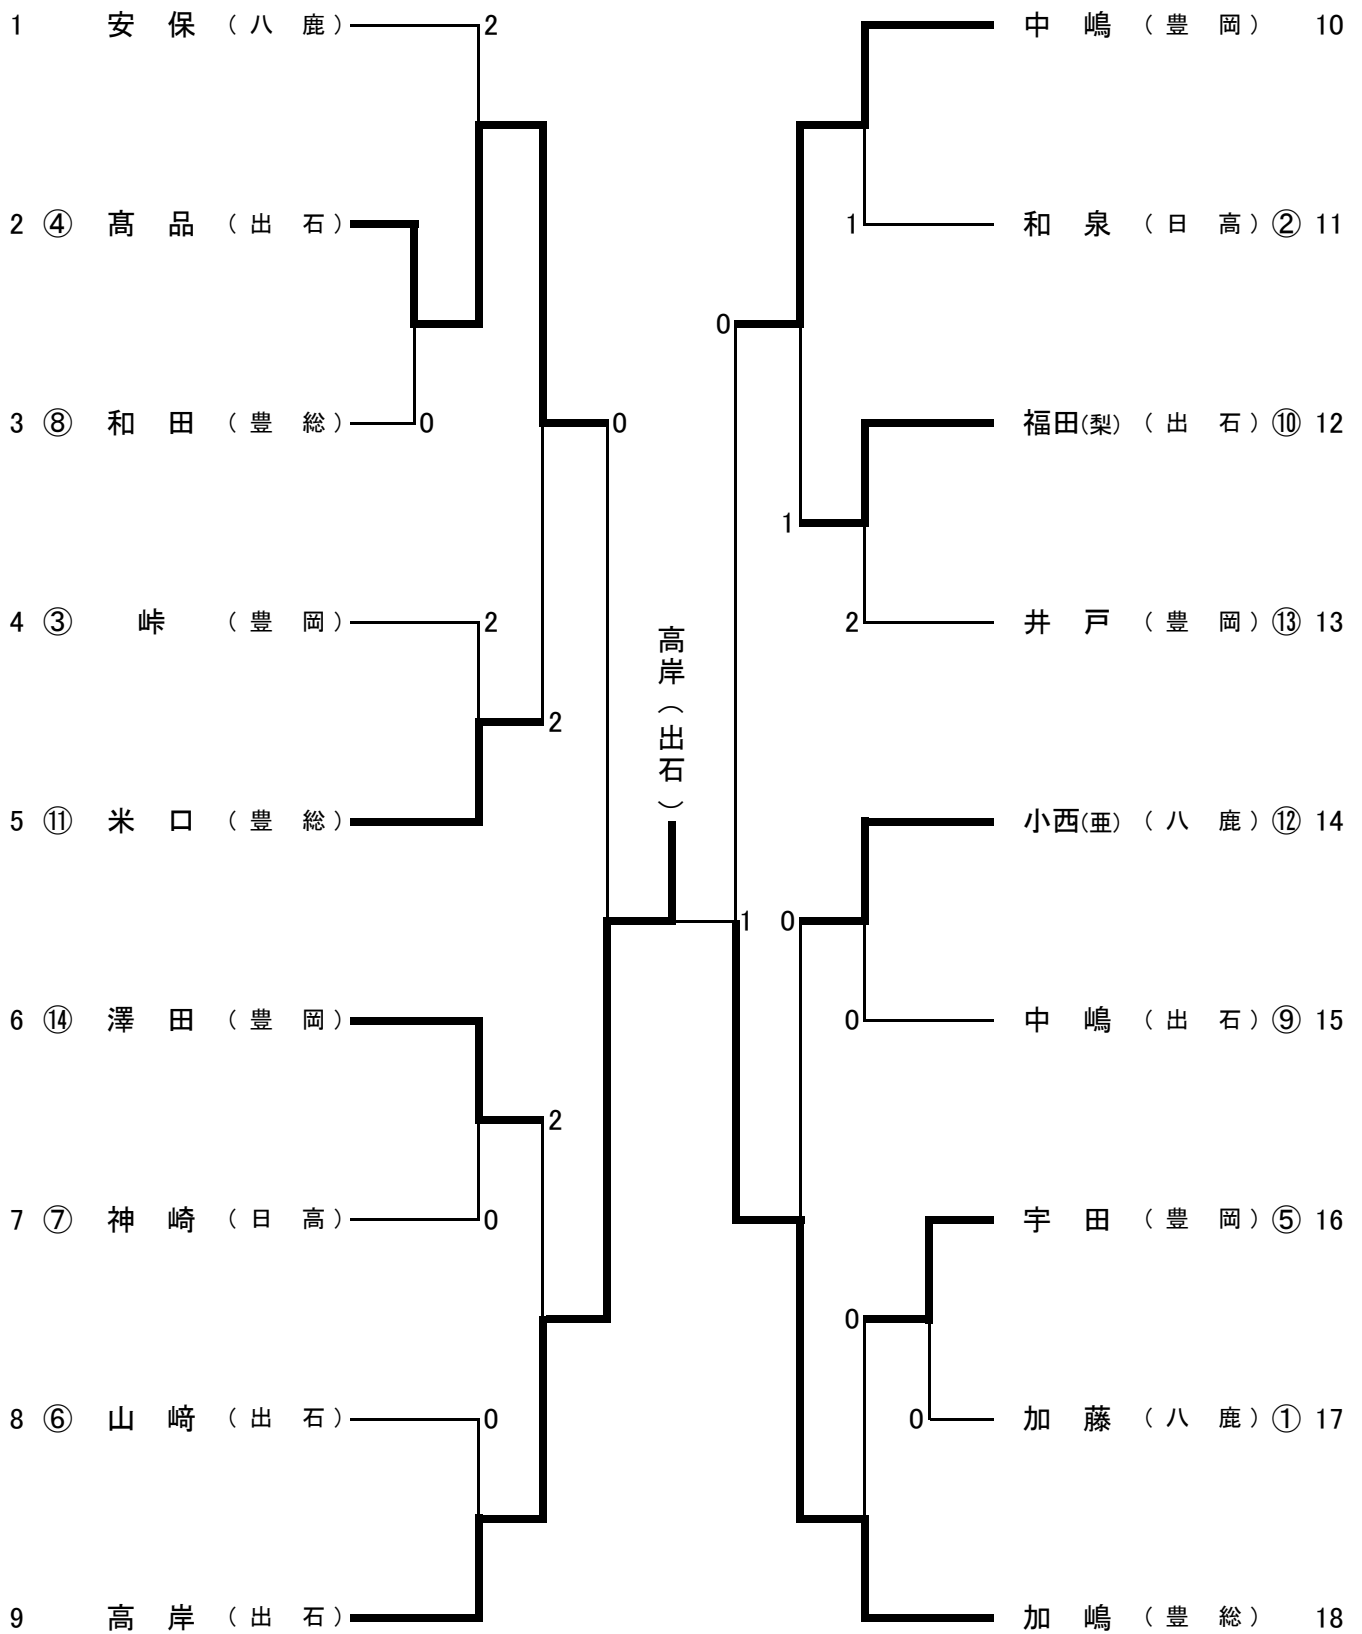 1 安保 （八鹿） 2
2 ④ 髙品 （出石）
3 ⑧ 和田 （豊総） 0
0
4 ③ 峠 （豊岡） 2
2
5 ⑪ 米口 （豊総）
6 ⑭ 澤田 （豊岡）
2
7 ⑦ 神崎 （日高） 0
8 ⑥ 山﨑 （出石） 0
9 高岸 （出石）
高岸（出石）
1
中嶋 （豊岡） 10
1 和泉 （日高） ② 11
0
福田(梨) （出石） ⑩ 12
1
2 井戸 （豊岡） ⑬ 13
小西(亜) （八鹿） ⑫ 14
0
0 中嶋 （出石） ⑨ 15
宇田 （豊岡） ⑤ 16
0
0 加藤 （八鹿） ① 17
加嶋 （豊総） 18